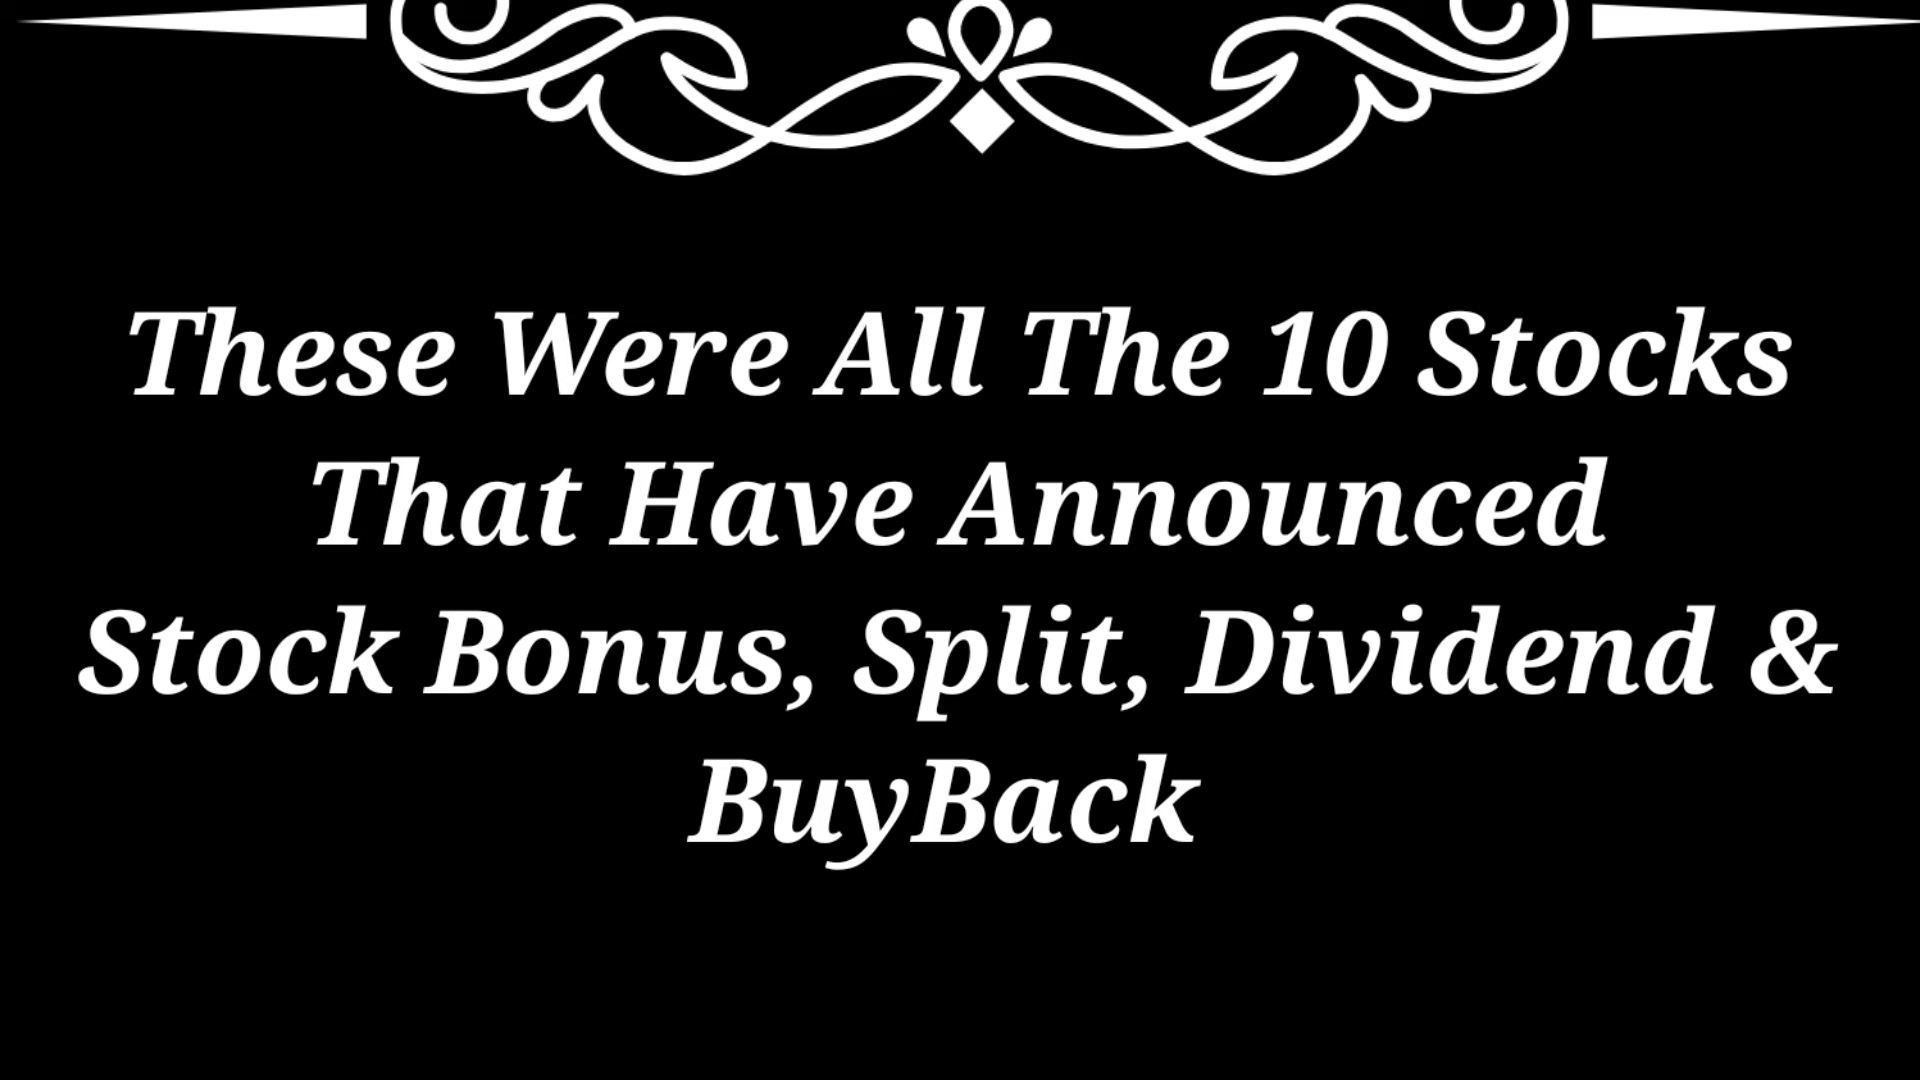 These Were All The 10 Stocks
That Have Announced
Stock Bonus, Split, Dividend &
BuyBack